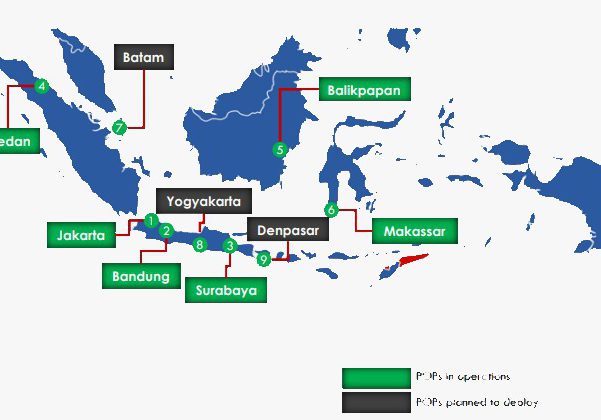 Batam
4
Balikpapan
7
edan
5
Yogyakarta
6
1
Jakarta
2
Denpasar
Makassar
8
3
9
Bandung
Surabaya
POPs in operations
POPs planned to deploy